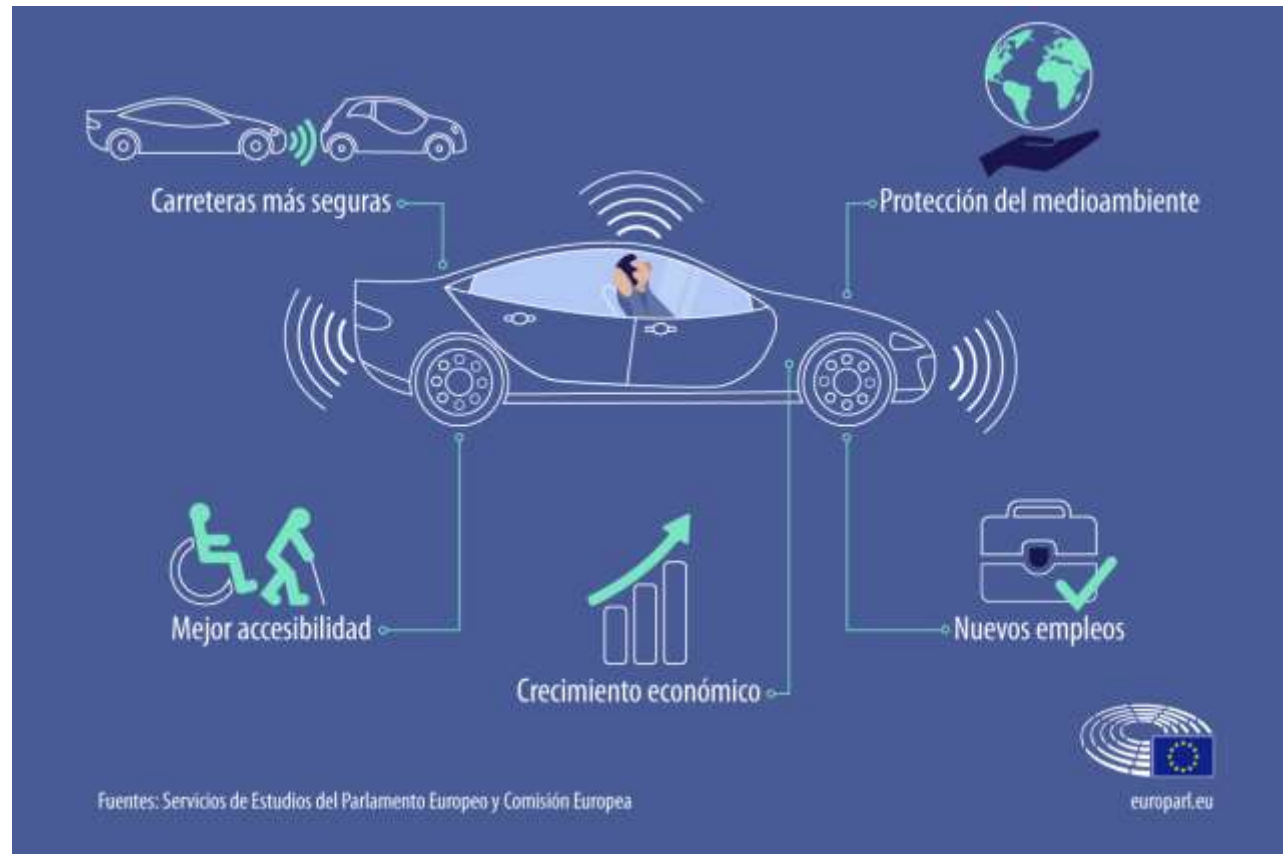 Carreteras más seguras
Protección del medioambiente
Mejor accesibilidad
Crecimiento económico
Nuevos empleos
Fuentes: Servicios de Estudios del Parlamento Europeo y Comisión Europea
europarl.eu